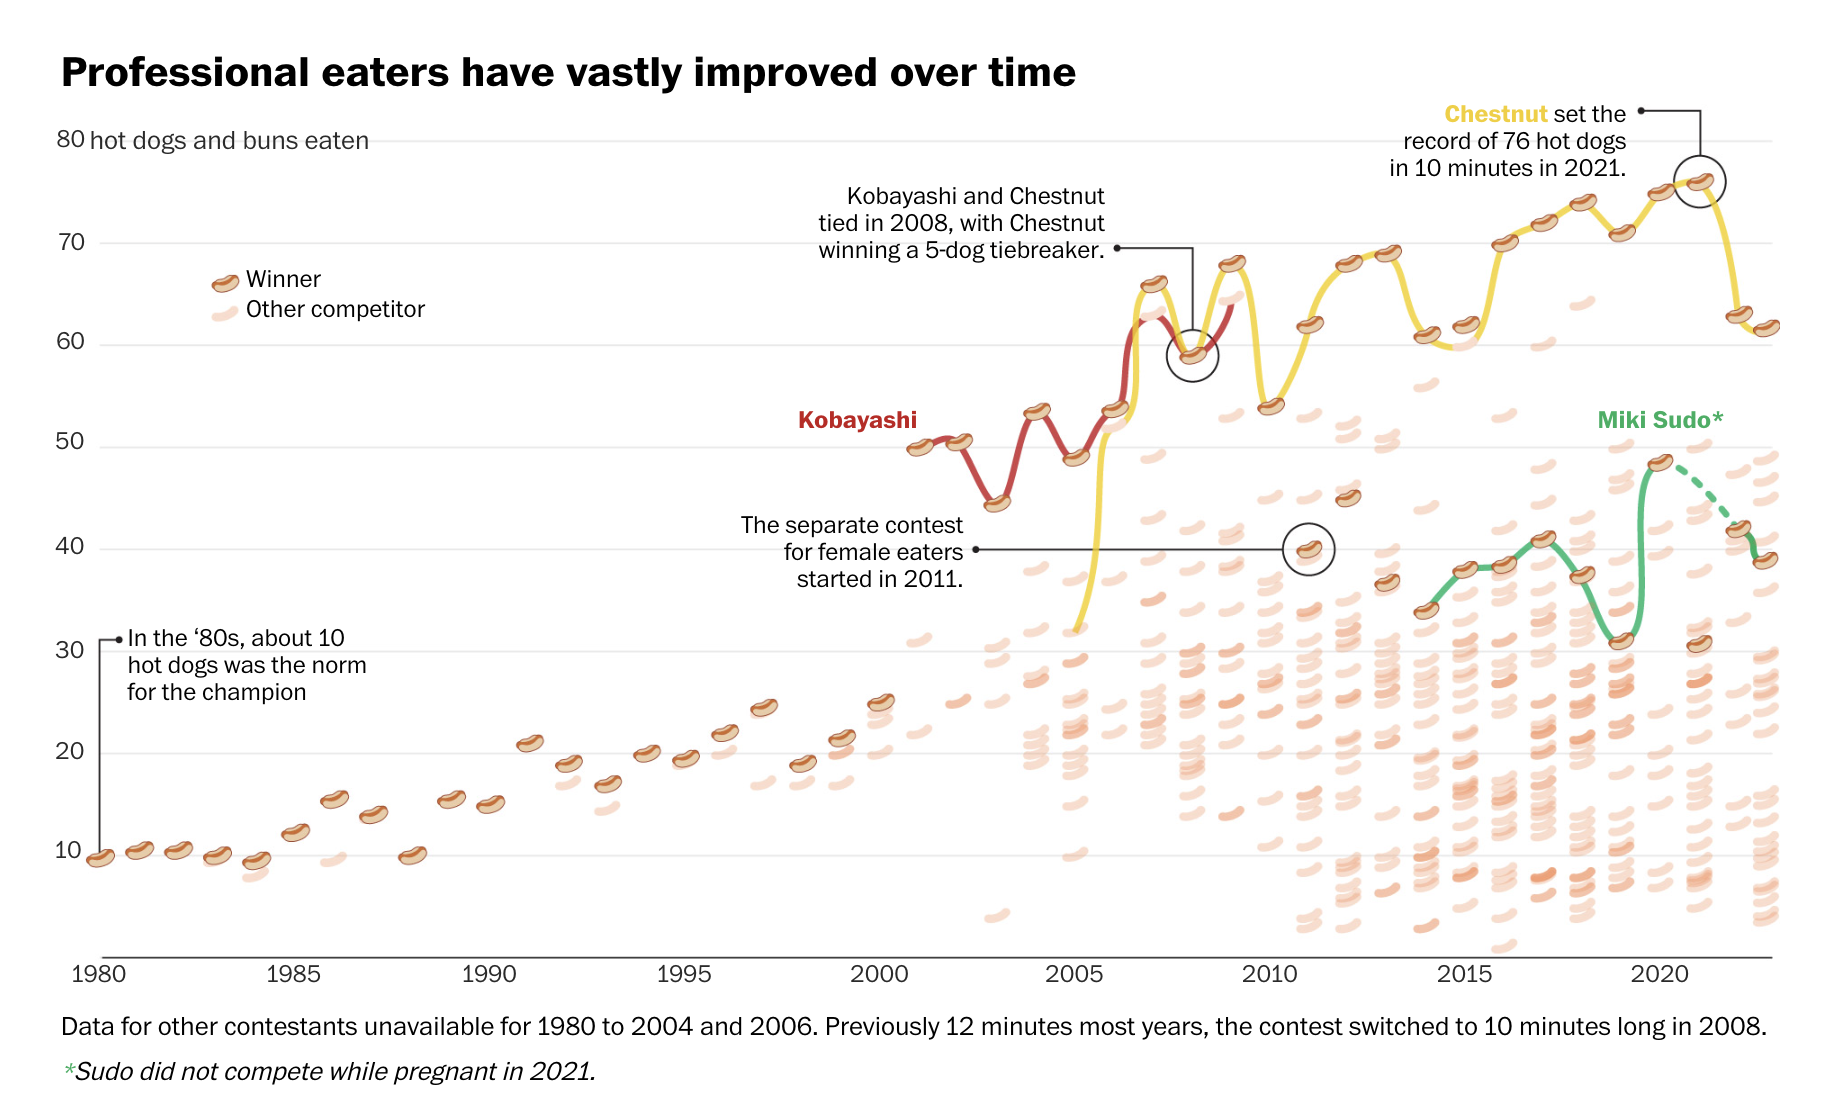 Professional eaters have vastly improved over time
80 hot dogs and buns eaten
Chestnut set the
record of 76 hot dogs
in 10 minutes in 2021.
Kobayashi and Chestnut
tied in 2008, with Chestnut
winning a 5-dog tiebreaker.
70
Winner
Other competitor
60
Kobayashi
Miki Sudo*
50
The separate contest
for female eaters
started in 2011.
40
In the ‘80s, about 10
hot dogs was the norm
for the champion
30
20
10
1980 1985 1990 1995 2000 2005 2010 2015 2020
Data for other contestants unavailable for 1980 to 2004 and 2006. Previously 12 minutes most years, the contest switched to 10 minutes long in 2008.
*Sudo did not compete while pregnant in 2021.